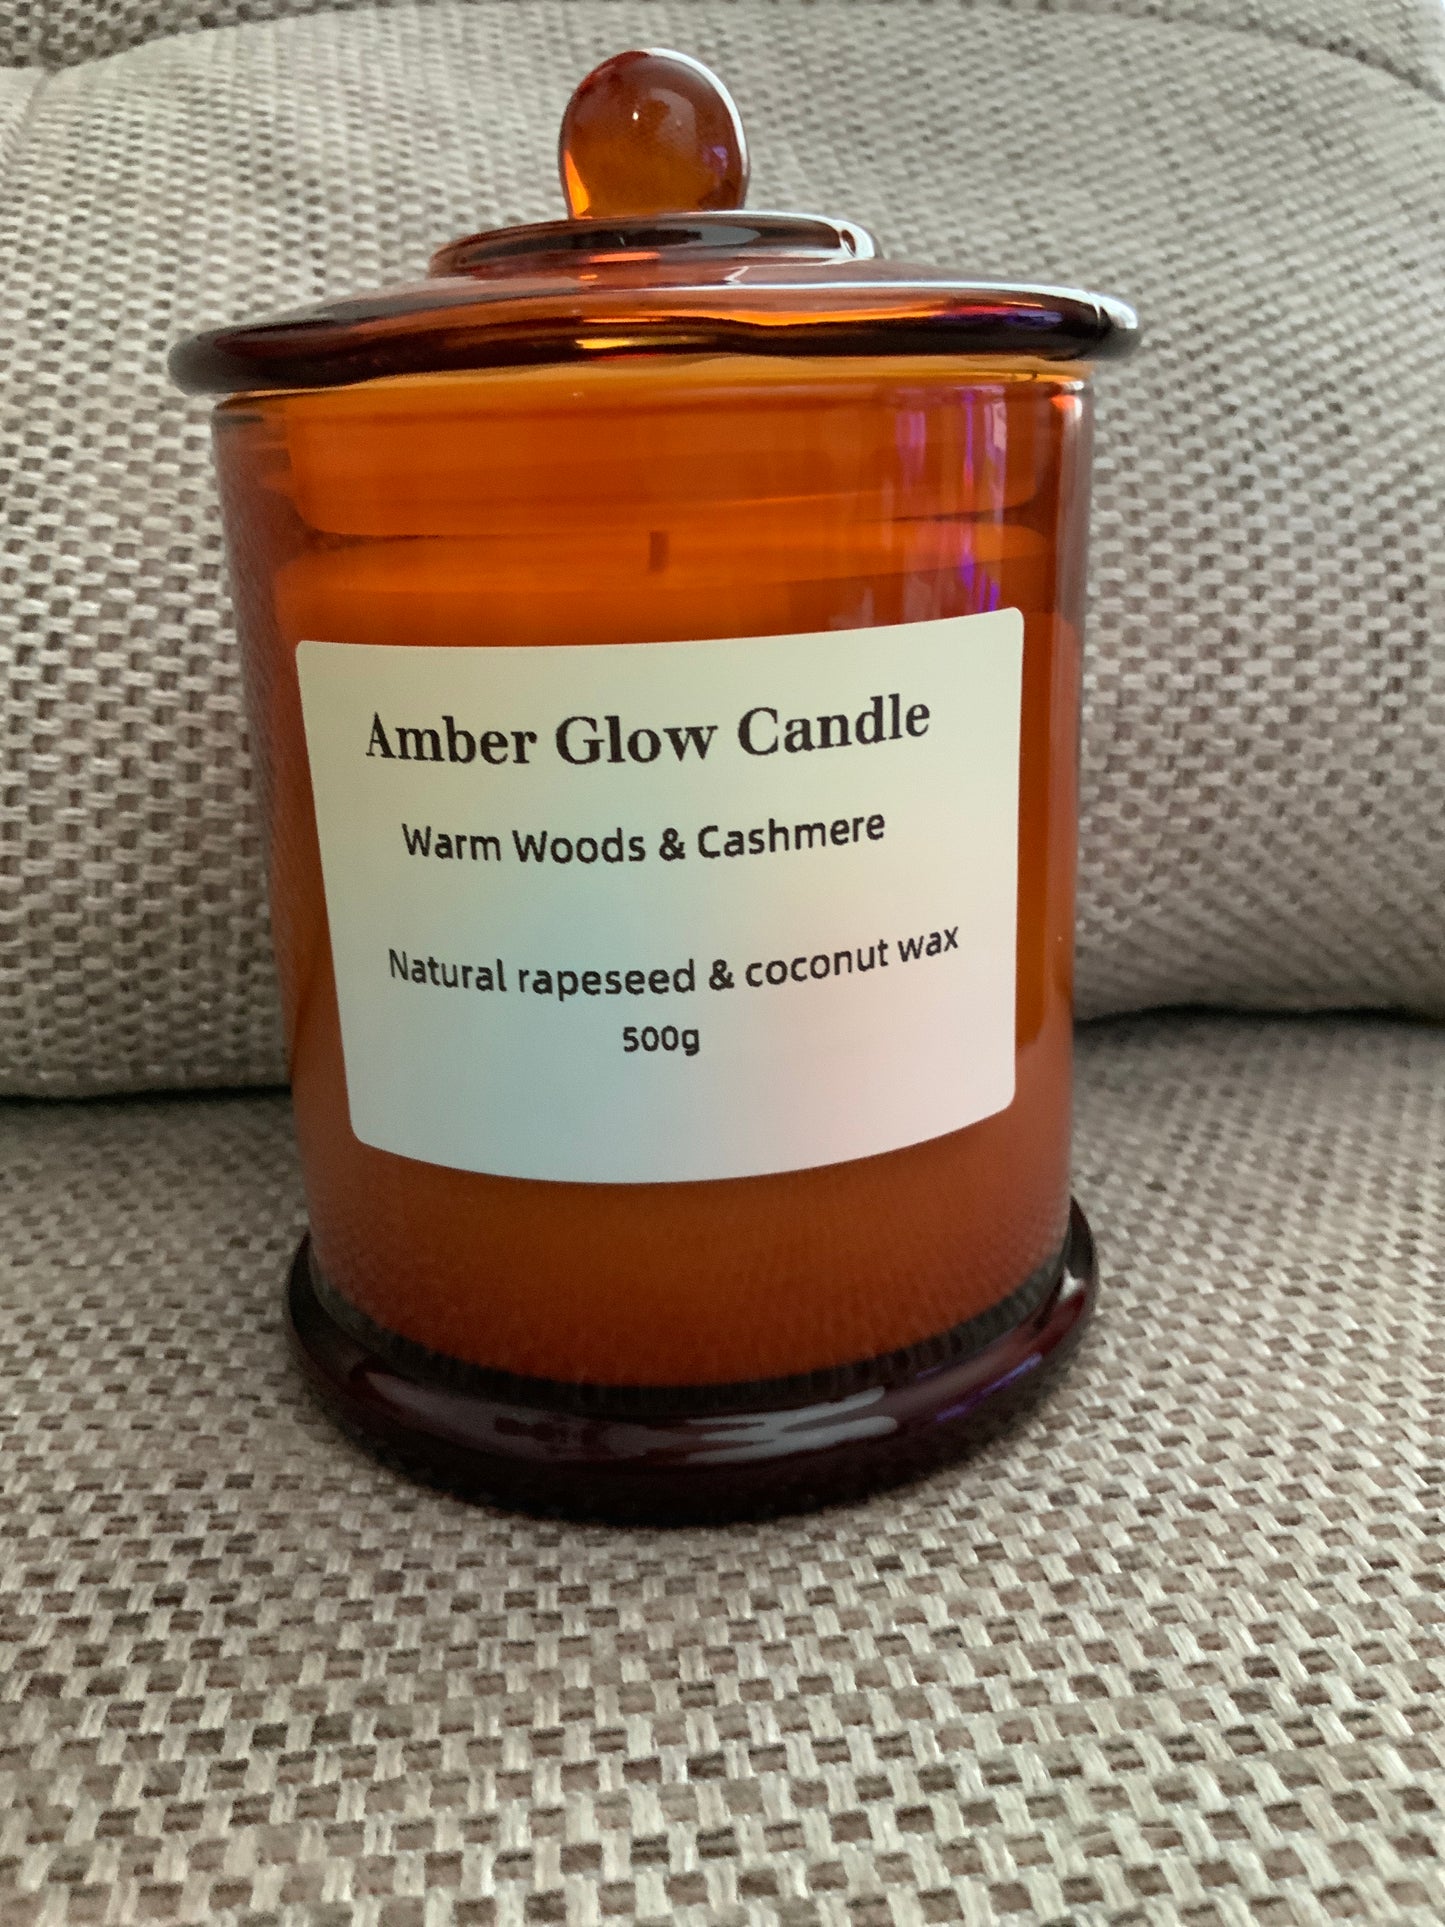 Amber Glow Candle
Warm Woods & Cashmere
Natural rapeseed & coconut wax
500g